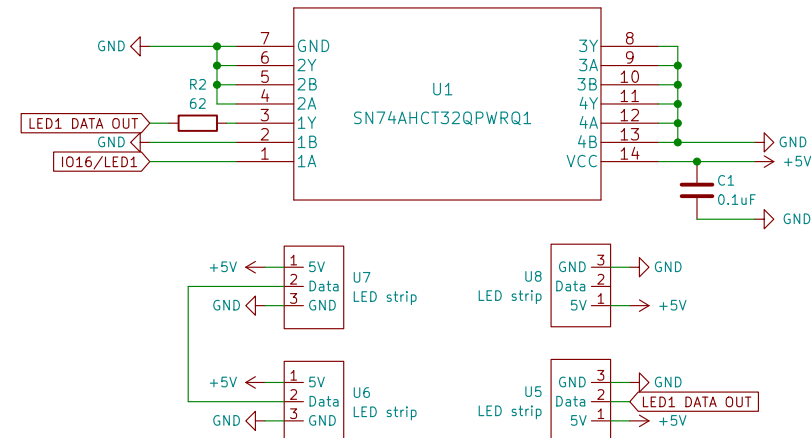 GND 7 GND 3Y 8
6 2Y 3A 9
R2 5 2B U1 3B 10
62 4 2A SN74AHCT32QPWRQ1 4Y 11
LED1 DATA OUT 3 1Y 4A 12
GND 2 1B 4B 13 GND
IO16/LED1 1 1A VCC 14 +5V
C1
0.1uF
GND
+5V 1 5V
2 Data
GND 3 GND
U7
LED strip
GND 3 GND
Data 2
5V 1 +5V
U8
LED strip
+5V 1 5V
2 Data
GND 3 GND
U6
LED strip
GND 3 GND
Data 2 LED1 DATA OUT
5V 1 +5V
U5
LED strip